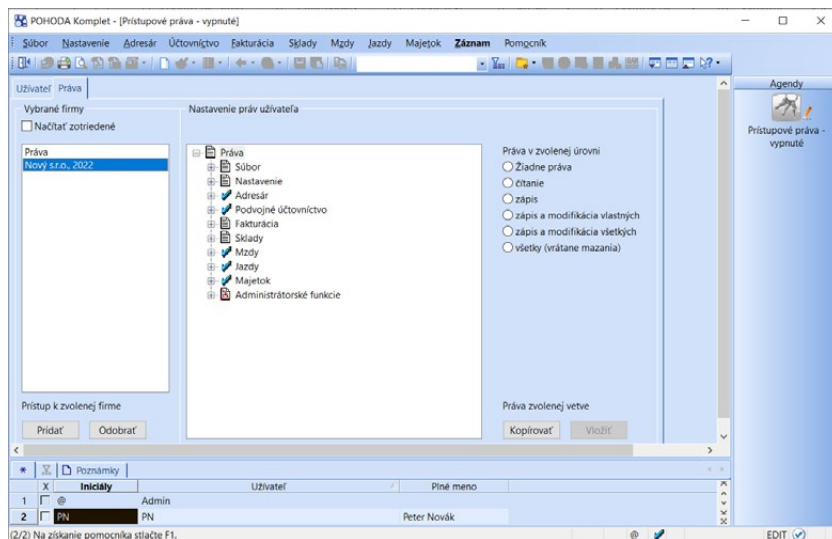 POHODA Komplet - [Prístupové práva - vypnuté]
Súbor Nastavenie Adresár Účtovníctvo Fakturácia Sklady Mzdy Jazdy Majetok Záznam Pomocník
Užívateľ Práva
Vybrané firmy
Načítať zotriedené
Práva
Nový s.r.o., 2022
Prístup k zvolenej firme
Pridať Odobrať
Nastavenie práv užívateľa
Práva
Súbor
Nastavenie
Adresár
Podvojné účtovníctvo
Fakturácia
Sklady
Mzdy
Jazdy
Majetok
Administrátorské funkcie
Práva v zvolenej úrovni
Žiadne práva
čítanie
zápis
zápis a modifikácia vlastných
zápis a modifikácia všetkých
všetky (vrátane mazania)
Práva zvolenej vetve
Kopírovať Vložiť
Agendy
Prístupové práva -
vypnuté
* Poznámky
X Iniciály Užívateľ / Plné meno
1 @ Admin
2 PN PN Peter Novák
(2/2) Na získanie pomocníka stlačte F1. @ EDIT